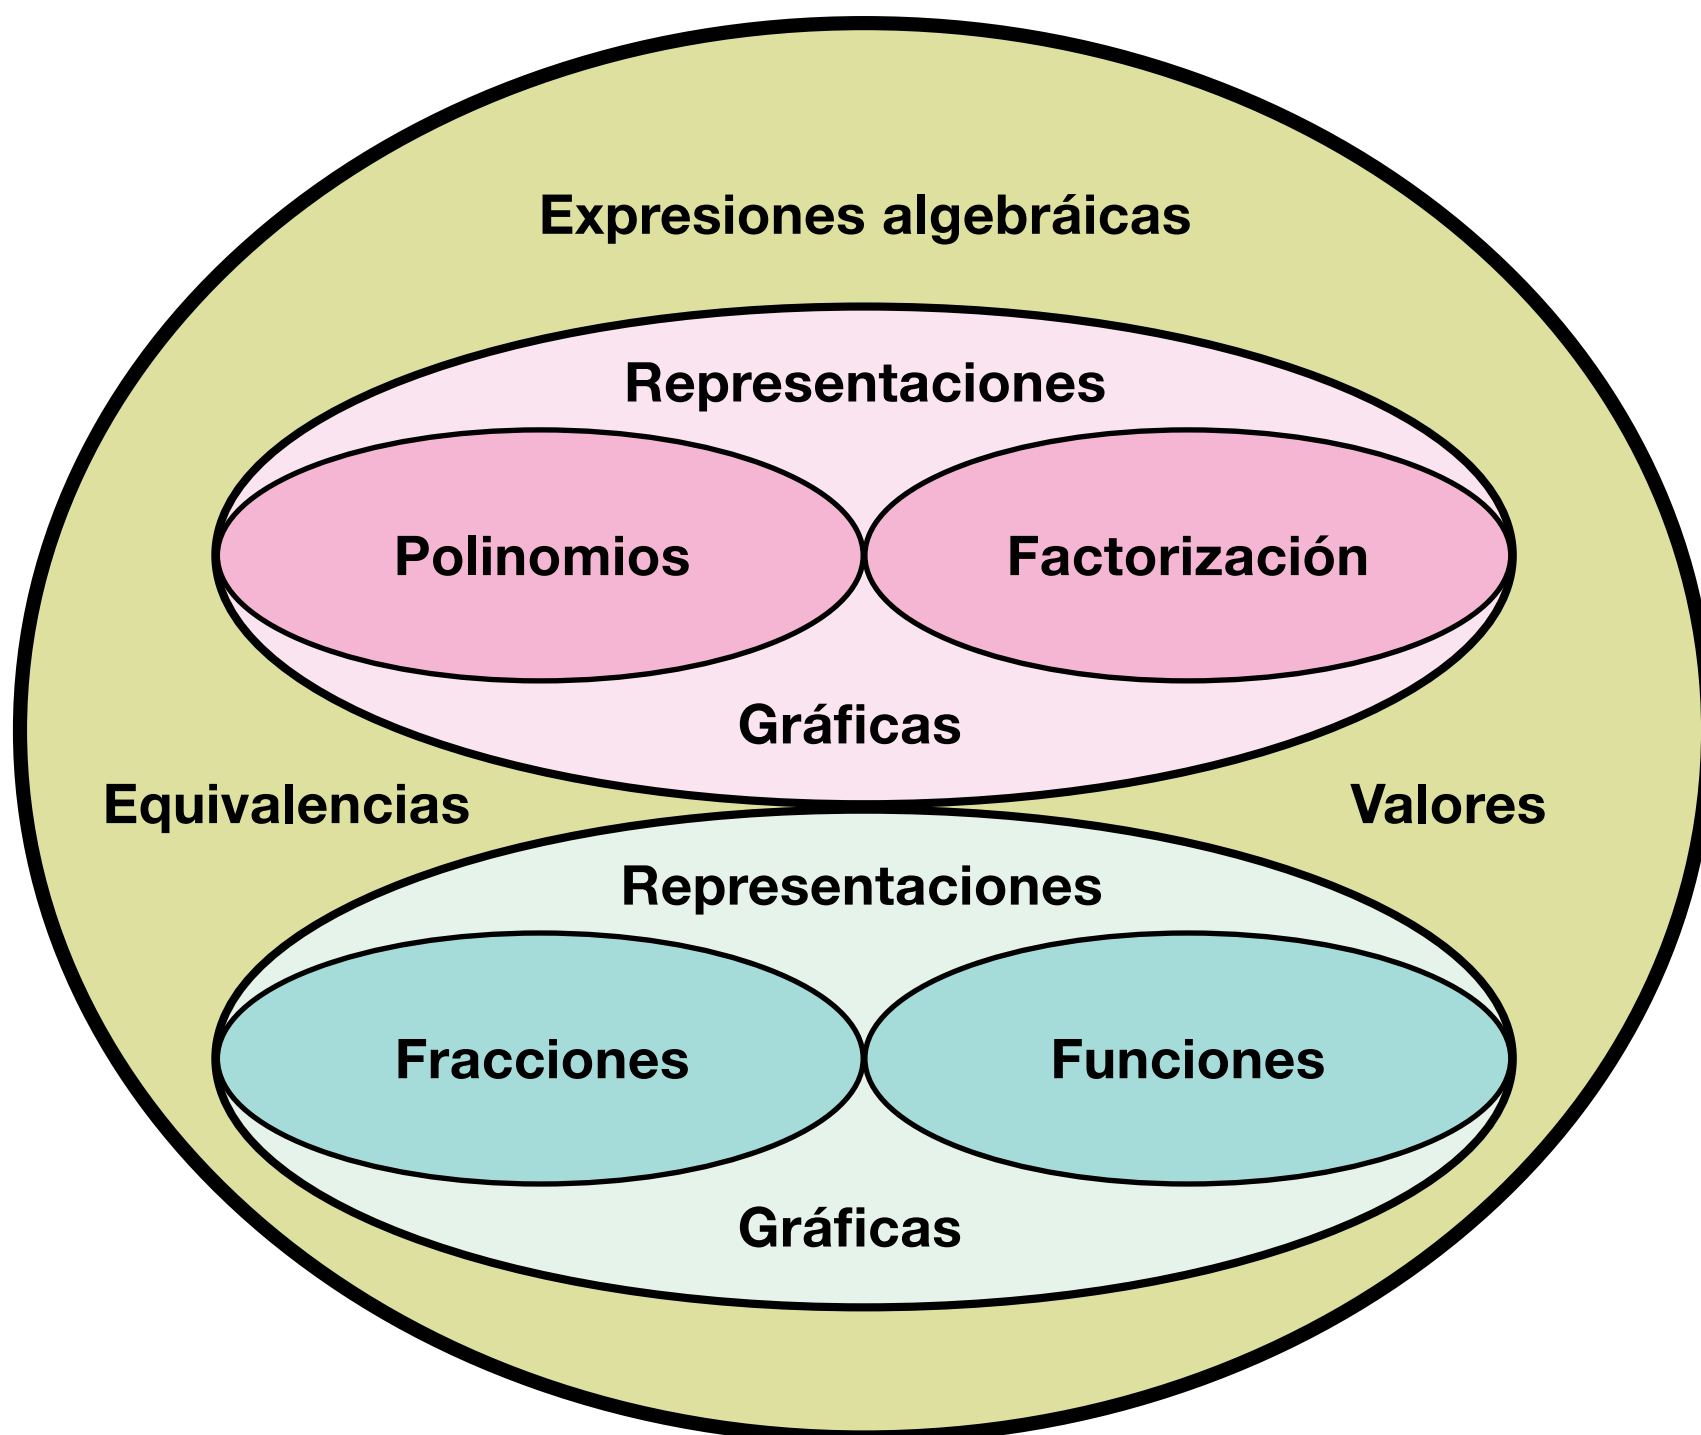 Expresiones algebráicas
Representaciones
Polinomios
Factorización
Gráficas
Equivalencias
Valores
Representaciones
Fracciones
Funciones
Gráficas